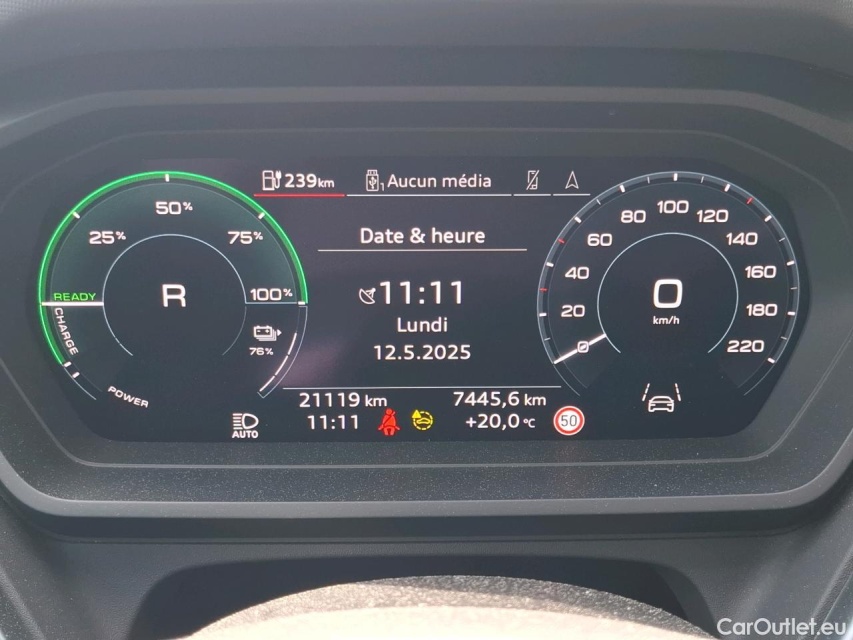 239km
1 Aucun média
50%
25%
75%
100%
READY
R
CHARGE
POWER
76%
Date & heure
11:11
Lundi
12.5.2025
80 100 120
60 140
40 160
20 180
0 220
0
km/h
21119 km 7445,6 km
AUTO 11:11 +20,0 °C 50
CarOutlet.eu